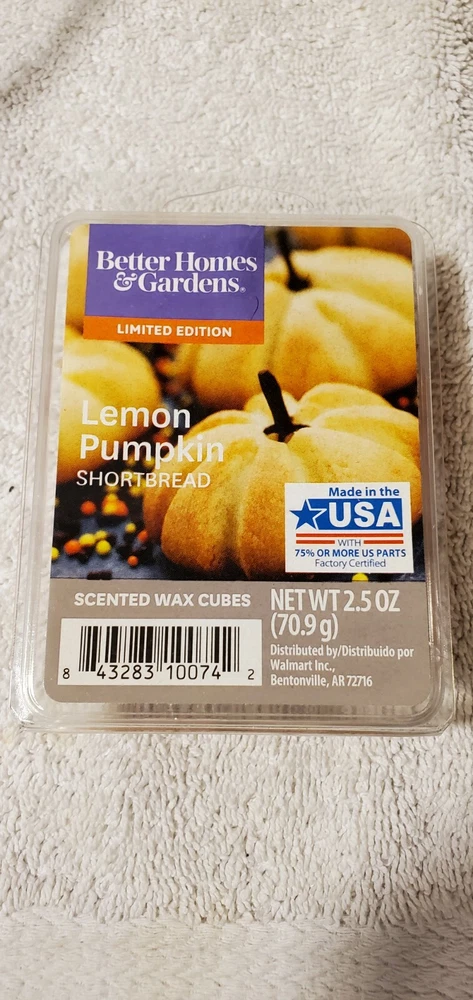 Better Homes
& Gardens®
LIMITED EDITION
Lemon
Pumpkin
SHORTBREAD
Made in the
USA
WITH
75% OR MORE US PARTS
Factory Certified
SCENTED WAX CUBES
NET WT 2.5 OZ
(70.9 g)
Distributed by/Distribuido por
Walmart Inc.,
Bentonville, AR 72716
8 43283 10074 2